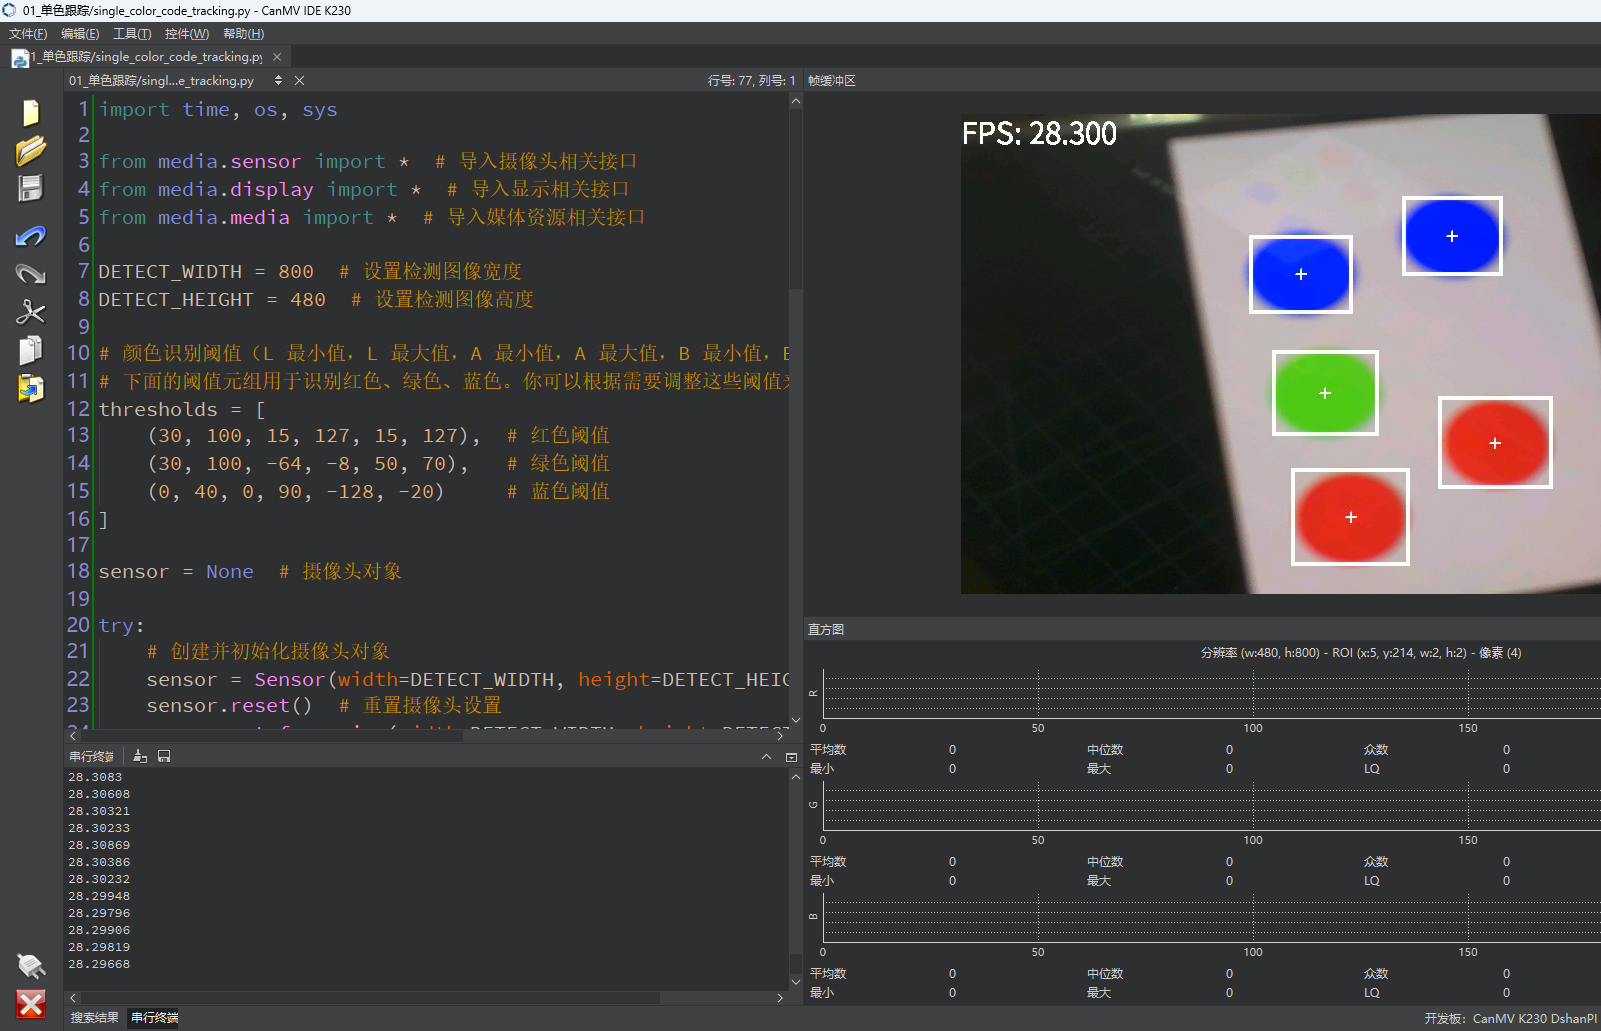 01_单色跟踪/single_color_code_tracking.py - CanMV IDE K230
文件(F) 编辑(E) 工具(T) 控件(W) 帮助(H)
1_单色跟踪/single_color_code_tracking.py
01_单色跟踪/singl...e_tracking.py
行号: 77, 列号: 1
1 import time, os, sys
2
3 from media.sensor import * # 导入摄像头相关接口
4 from media.display import * # 导入显示相关接口
5 from media.media import * # 导入媒体资源相关接口
6
7 DETECT_WIDTH = 800 # 设置检测图像宽度
8 DETECT_HEIGHT = 480 # 设置检测图像高度
9
10 # 颜色识别阈值（L 最小值，L 最大值，A 最小值，A 最大值，B 最小值，
11 # 下面的阈值元组用于识别红色、绿色、蓝色。你可以根据需要调整这些阈值
12 thresholds = [
13 (30, 100, 15, 127, 15, 127), # 红色阈值
14 (30, 100, -64, -8, 50, 70), # 绿色阈值
15 (0, 40, 0, 90, -128, -20) # 蓝色阈值
16 ]
17
18 sensor = None # 摄像头对象
19
20 try:
21 # 创建并初始化摄像头对象
22 sensor = Sensor(width=DETECT_WIDTH, height=DETECT_HEIG
23 sensor.reset() # 重置摄像头设置
串行终端
28.3083
28.30608
28.30321
28.30233
28.30869
28.30386
28.30232
28.29948
28.29796
28.29906
28.29819
28.29668
搜索结果 串行终端
帧缓冲区
FPS: 28.300
直方图
分辨率 (w:480, h:800) - ROI (x:5, y:214, w:2, h:2) - 像素 (4)
R
0 50 100 150
平均数 0 中位数 0 众数 0
最小 0 最大 0 LQ 0
G
0 50 100 150
平均数 0 中位数 0 众数 0
最小 0 最大 0 LQ 0
B
0 50 100 150
平均数 0 中位数 0 众数 0
最小 0 最大 0 LQ 0
开发板: CanMV K230 DshanPI